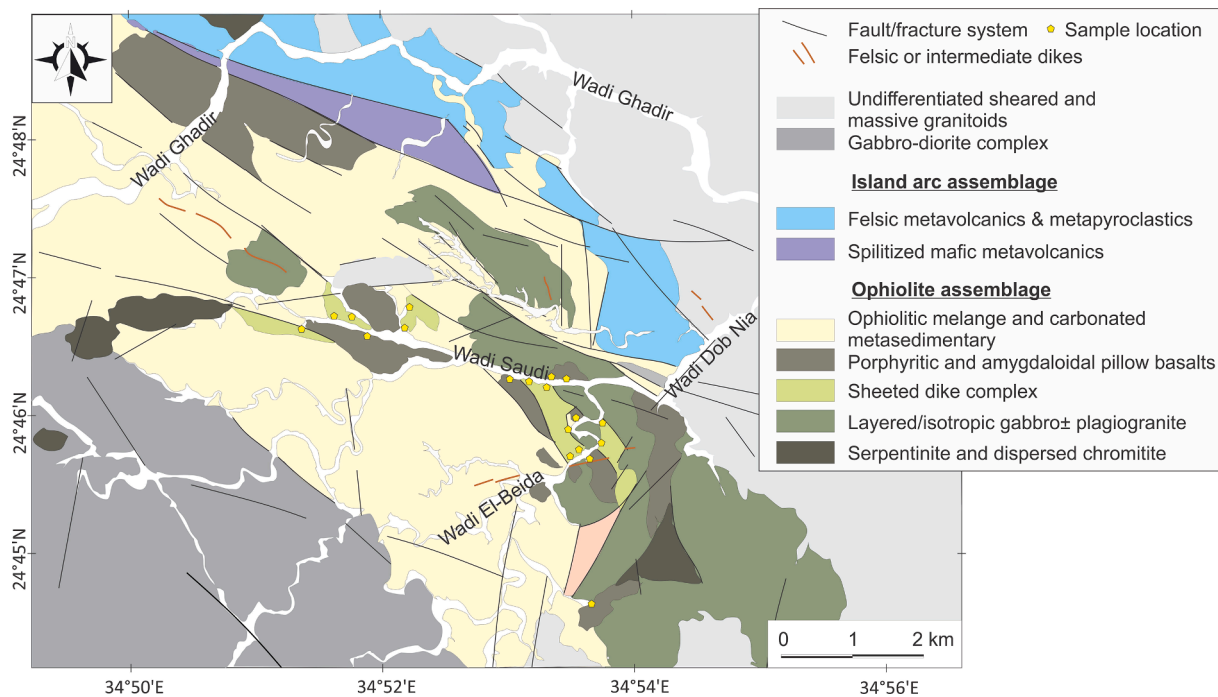 N
Fault/fracture system
Sample location
Felsic or intermediate dikes
Undifferentiated sheared and
massive granitoids
Gabbro-diorite complex
Island arc assemblage
Felsic metavolcanics & metapyroclastics
Spilitized mafic metavolcanics
Ophiolite assemblage
Ophiolitic melange and carbonated
metasedimentary
Porphyritic and amygdaloidal pillow basalts
Sheeted dike complex
Layered/isotropic gabbro± plagiogranite
Serpentinite and dispersed chromitite
Wadi Ghadir
Wadi Ghadir
Wadi Saudi
Wadi Dob Nia
Wadi El-Beida
24°48'N
24°47'N
24°46'N
24°45'N
0 1 2 km
34°50'E
34°52'E
34°54'E
34°56'E